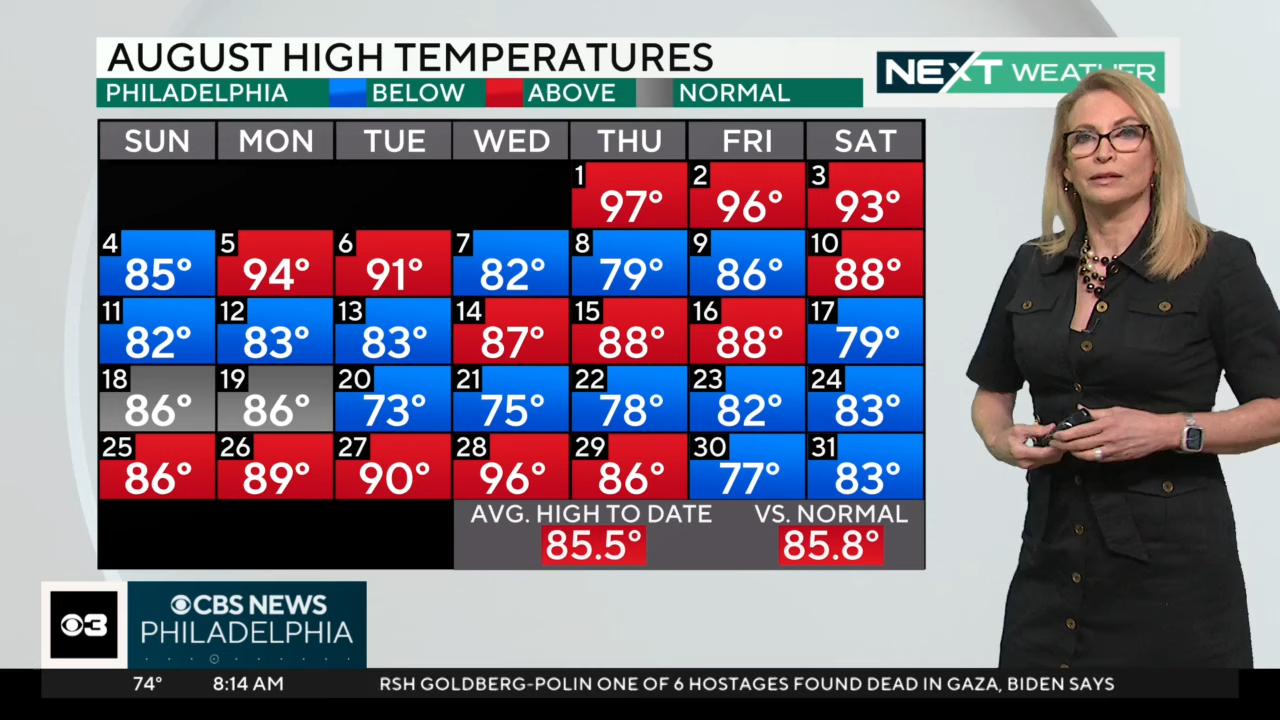 AUGUST HIGH TEMPERATURES
NEXT WEATHER
PHILADELPHIA BELOW ABOVE NORMAL
SUN MON TUE WED THU FRI SAT
1 2 3
97° 96° 93°
4 5 6 7 8 9 10
85° 94° 91° 82° 79° 86° 88°
11 12 13 14 15 16 17
82° 83° 83° 87° 88° 88° 79°
18 19 20 21 22 23 24
86° 86° 73° 75° 78° 82° 83°
25 26 27 28 29 30 31
86° 89° 90° 96° 86° 77° 83°
AVG. HIGH TO DATE VS. NORMAL
85.5° 85.8°
3
CBS NEWS
PHILADELPHIA
74° 8:14 AM RSH GOLDBERG-POLIN ONE OF 6 HOSTAGES FOUND DEAD IN GAZA, BIDEN SAYS